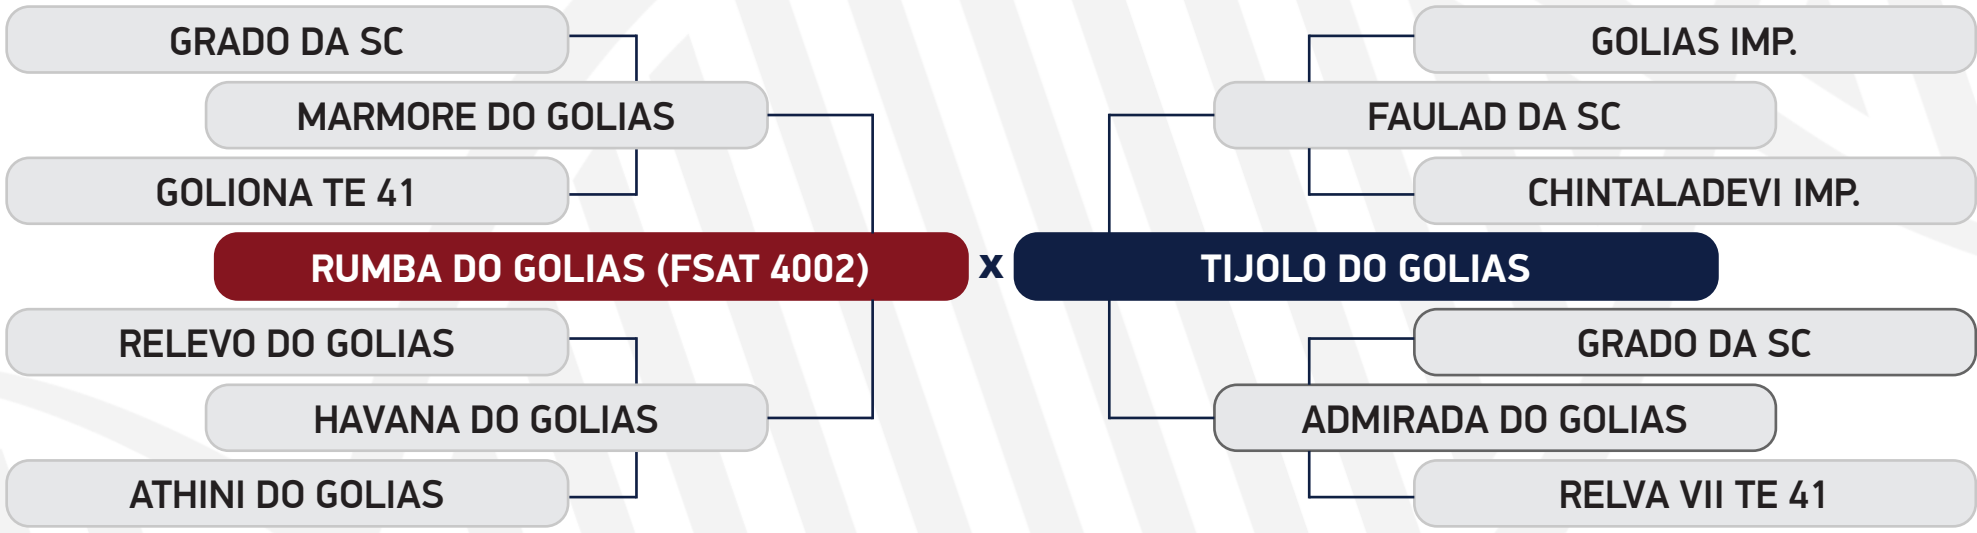 GRADO DA SC
MARMORE DO GOLIAS
GOLIONA TE 41
RUMBA DO GOLIAS (FSAT 4002)
RELEVO DO GOLIAS
HAVANA DO GOLIAS
ATHINI DO GOLIAS
x
GOLIAS IMP.
FAULAD DA SC
CHINTALADEVI IMP.
TIJOLO DO GOLIAS
GRADO DA SC
ADMIRADA DO GOLIAS
RELVA VII TE 41